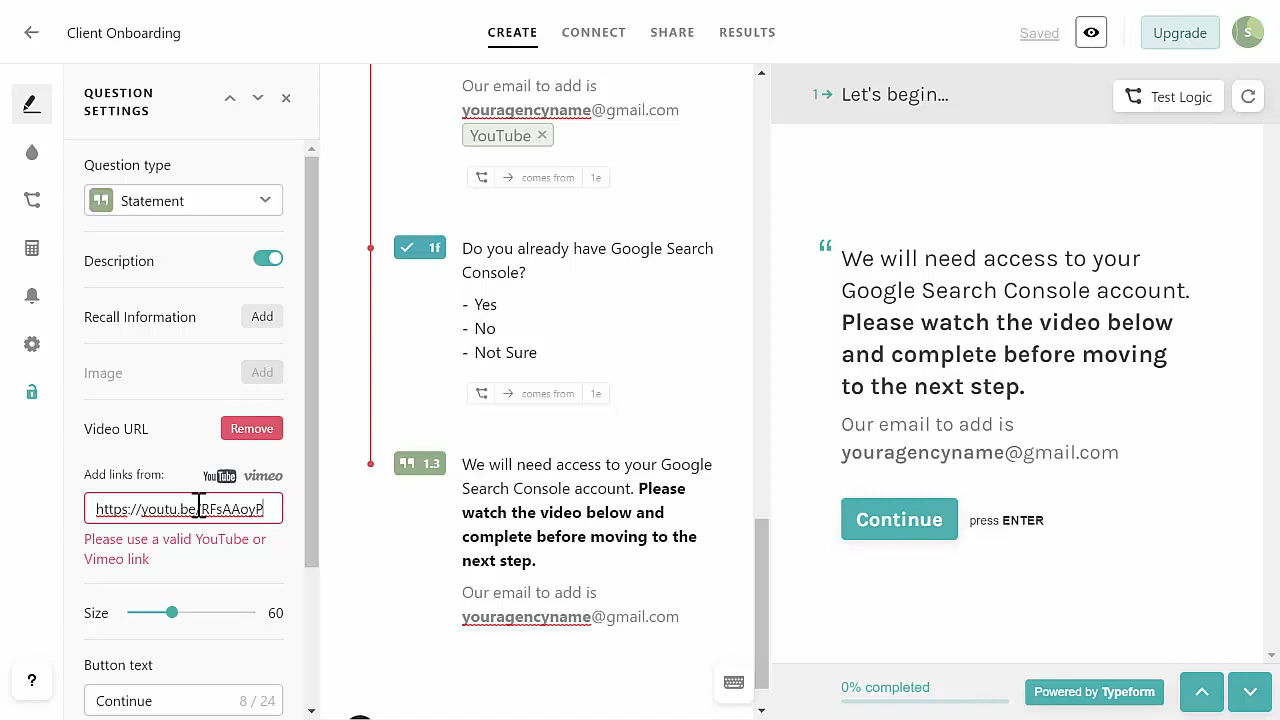 Client Onboarding
CREATE
CONNECT
SHARE
RESULTS
Saved
Upgrade
S
QUESTION
SETTINGS
Question type
Statement
Description
Recall Information
Add
Image
Add
Video URL
Remove
Add links from:
YouTube
vimeo
https://youtu.be/RFsAAoyP
Please use a valid YouTube or
Vimeo link
Size
60
Button text
Continue
8 / 24
?
Our email to add is
youragencyname@gmail.com
YouTube ×
comes from
1e
1f
Do you already have Google Search
Console?
- Yes
- No
- Not Sure
comes from
1e
1.3
We will need access to your Google
Search Console account. Please
watch the video below and
complete before moving to the
next step.
Our email to add is
youragencyname@gmail.com
1→ Let's begin...
Test Logic
“
We will need access to your
Google Search Console account.
Please watch the video below
and complete before moving
to the next step.
Our email to add is
youragencyname@gmail.com
Continue
press ENTER
0% completed
Powered by Typeform